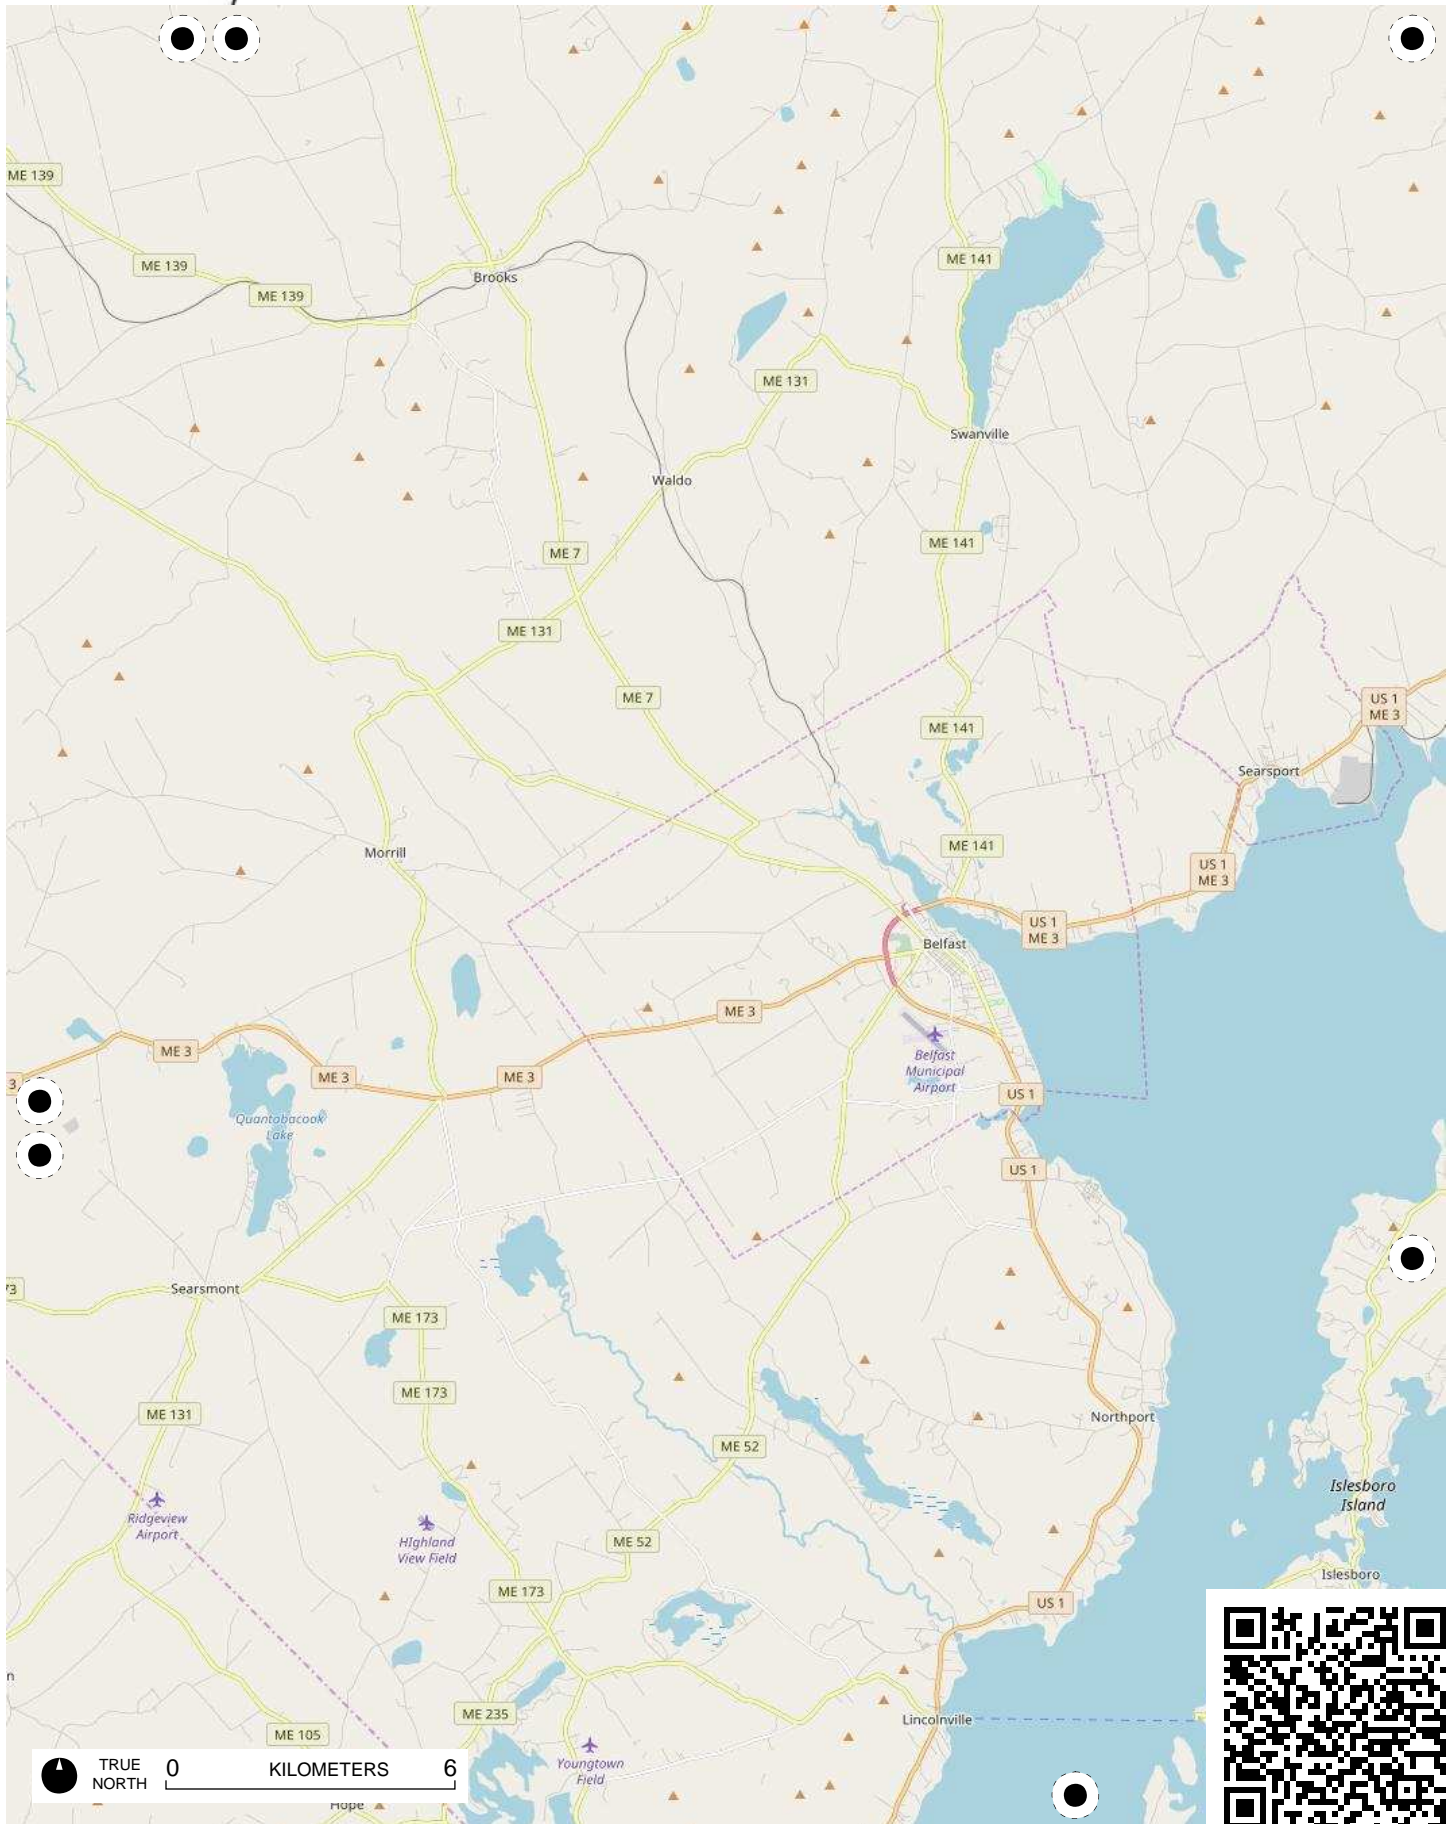 ME 139
ME 139
ME 141
Brooks
ME 139
ME 131
Swanville
Waldo
ME 141
ME 7
ME 131
ME 7
US 1
ME 3
ME 141
Searsport
ME 141
Morrill
US 1
ME 3
US 1
ME 3
Belfast
ME 3
ME 3
Belfast
Municipal
Airport
ME 3
ME 3
3
US 1
Quantabacook
Lake
US 1
Searsmont
73
ME 173
ME 173
ME 131
Northport
ME 52
Islesboro
Island
Ridgeview
Airport
HIghland
View Field
ME 52
Islesboro
ME 173
US 1
n
ME 235
Lincolnville
ME 105
Youngtown
Field
TRUE
NORTH
0 KILOMETERS 6
Hope